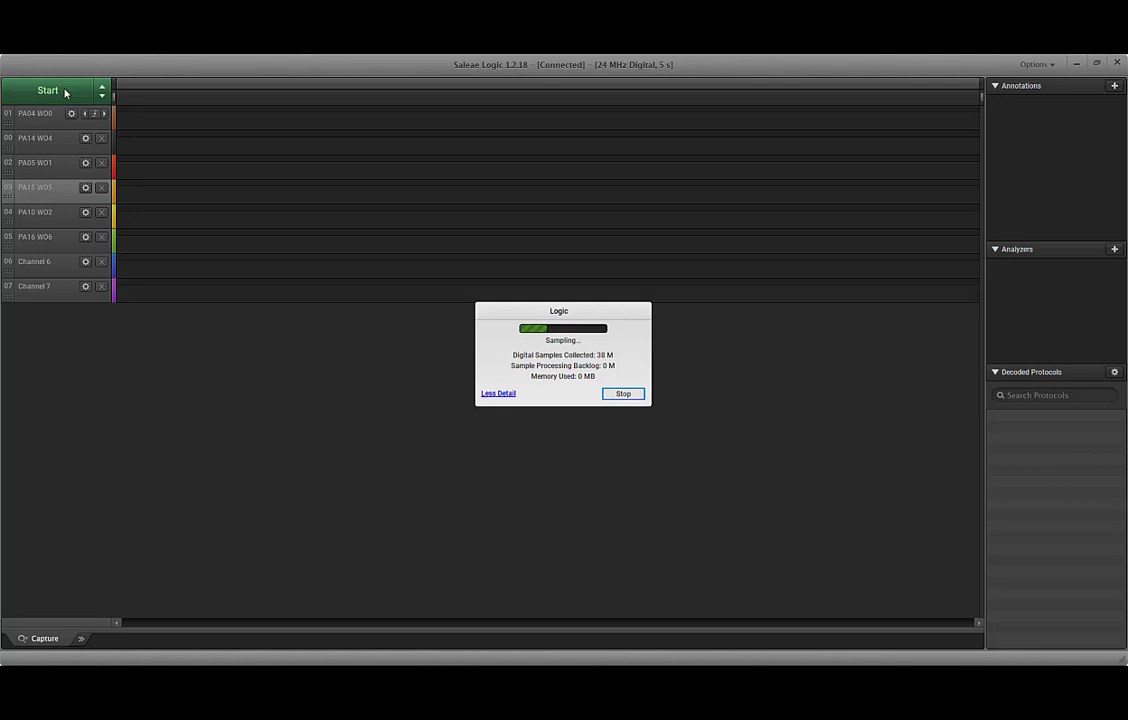 Saleae Logic 1.2.18 - [Connected] - [24 MHz Digital, 5 s]
Options
Start
Annotations
01 PA04 WO0
00 PA14 WO4
02 PA05 WO1
03 PA15 WO5
04 PA10 WO2
05 PA16 WO6
Analyzers
06 Channel 6
07 Channel 7
Logic
Sampling...
Digital Samples Collected: 38 M
Sample Processing Backlog: 0 M
Memory Used: 0 MB
Less Detail
Stop
Decoded Protocols
Search Protocols
Capture